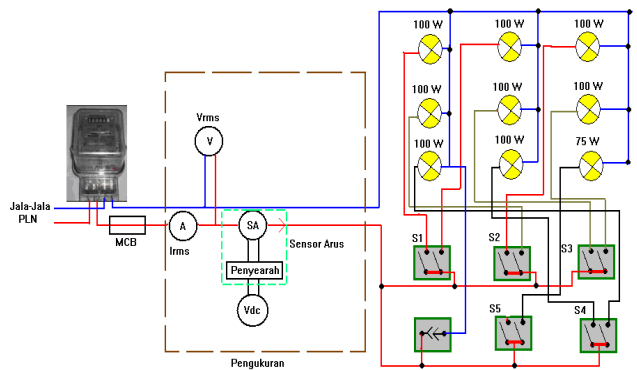 100 W
100 W
100 W
100 W
100 W
100 W
100 W
100 W
75 W
Vrms
V
Jala-Jala
PLN
MCB
A
Irms
SA
Sensor Arus
Penyearah
Vdc
Pengukuran
S1
S2
S3
S5
S4